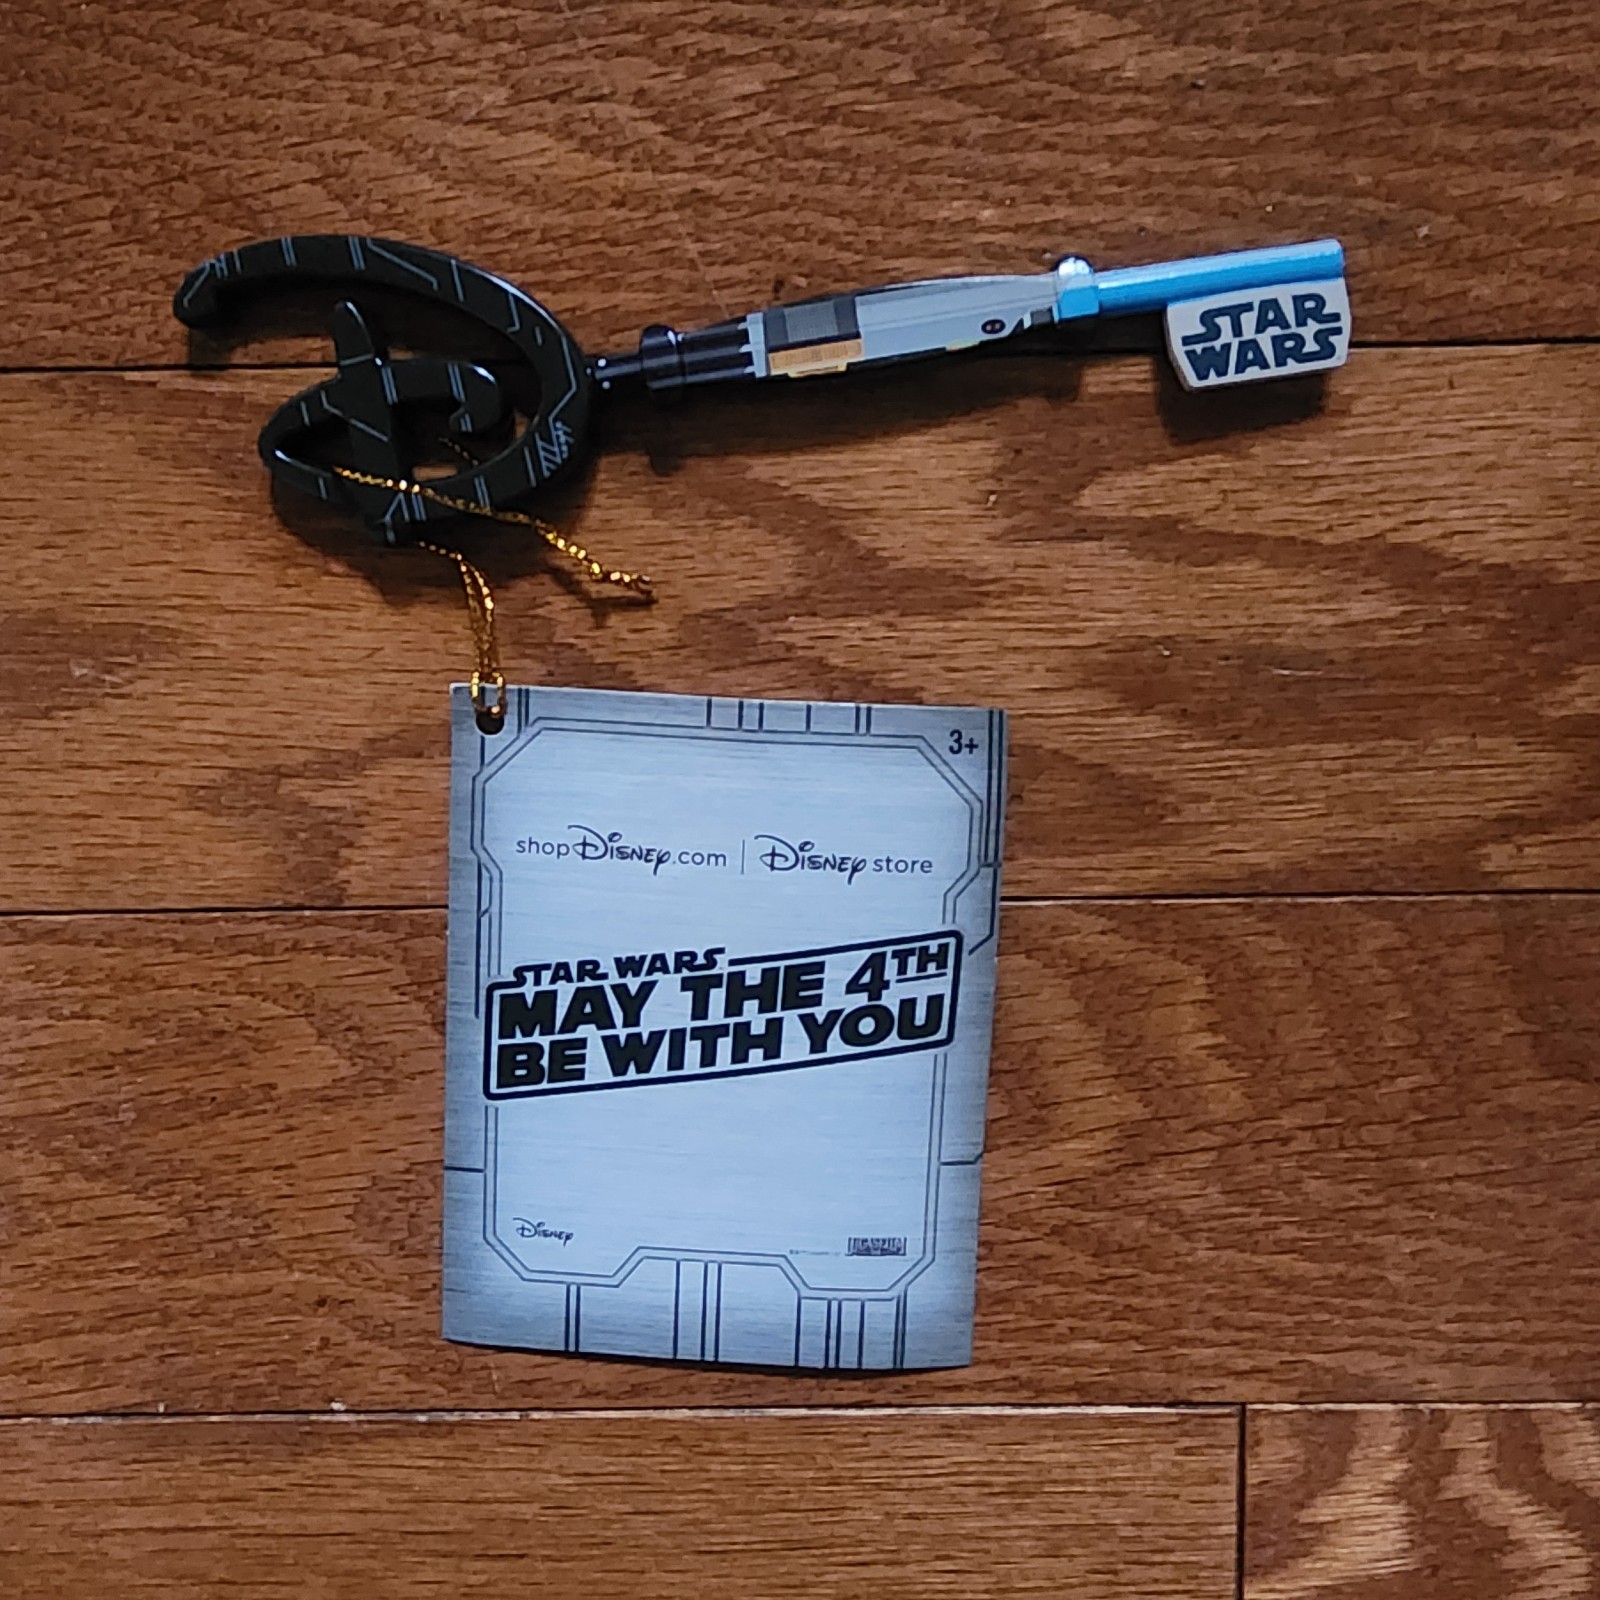 STAR
WARS
3+
shopDisney.com | Disney store
STAR WARS
MAY THE 4TH
BE WITH YOU
Disney